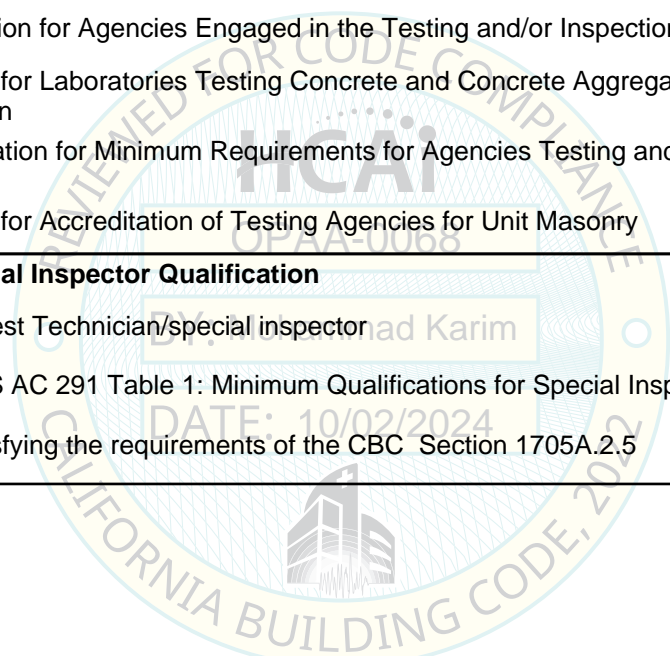 ion for Agencies Engaged in the Testing and/or Inspection
for Laboratories Testing Concrete and Concrete Aggrega
n
ation for Minimum Requirements for Agencies Testing and
for Accreditation of Testing Agencies for Unit Masonry
al Inspector Qualification
est Technician/special inspector
S AC 291 Table 1: Minimum Qualifications for Special Insp
sfying the requirements of the CBC Section 1705A.2.5
REVIEWED FOR CODE COMPLIANCE
HCAi
OPAA-0068
BY: Mohammad Karim
DATE: 10/02/2024
CALIFORNIA BUILDING CODE, 2022